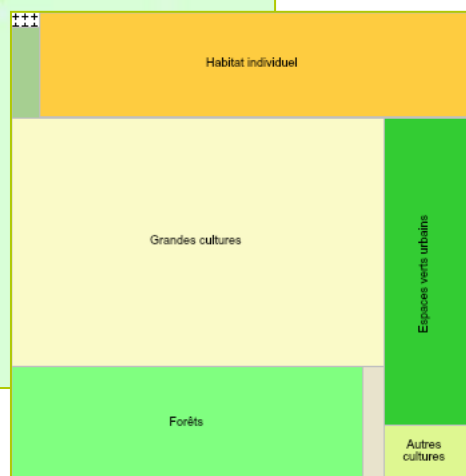 Habitat individuel
Grandes cultures
Espaces verts urbains
Forêts
Autres
cultures